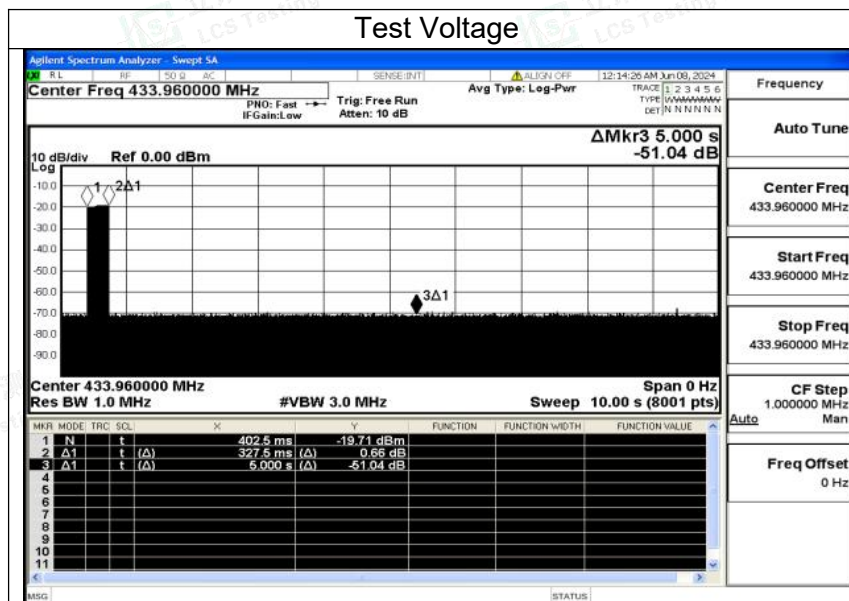 Test Voltage
Agilent Spectrum Analyzer - Swept SA
RL RF 50 Ω AC SENSE:INT ALIGN OFF 12:14:26 AM Jun 08, 2024
Center Freq 433.960000 MHz
PNO: Fast
IFGain:Low
Trig: Free Run
Atten: 10 dB
Avg Type: Log-Pwr
TRACE 1 2 3 4 5 6
TYPE
DET N N N N N N
ΔMkr3 5.000 s
-51.04 dB
10 dB/div Ref 0.00 dBm
Log
-10.0
-20.0
-30.0
-40.0
-50.0
-60.0
-70.0
-80.0
-90.0
1
2Δ1
3Δ1
Center 433.960000 MHz Span 0 Hz
Res BW 1.0 MHz #VBW 3.0 MHz Sweep 10.00 s (8001 pts)
MKR MODE TRC SCL X Y FUNCTION FUNCTION WIDTH FUNCTION VALUE
1 N t 402.5 ms -19.71 dBm
2 Δ1 t (Δ) 327.5 ms (Δ) 0.66 dB
3 Δ1 t (Δ) 5.000 s (Δ) -51.04 dB
4
5
6
7
8
9
10
11
MSG STATUS
Frequency
Auto Tune
Center Freq
433.960000 MHz
Start Freq
433.960000 MHz
Stop Freq
433.960000 MHz
CF Step
1.000000 MHz
Auto Man
Freq Offset
0 Hz
LCS Testing
LCS Testing